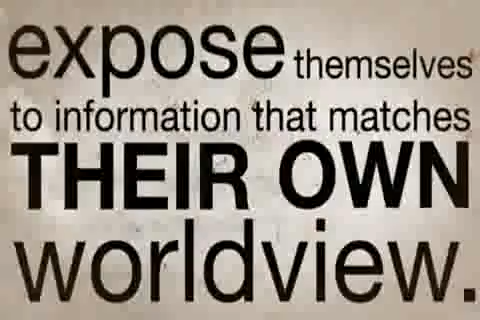 expose themselves
to information that matches
THEIR OWN
worldview.